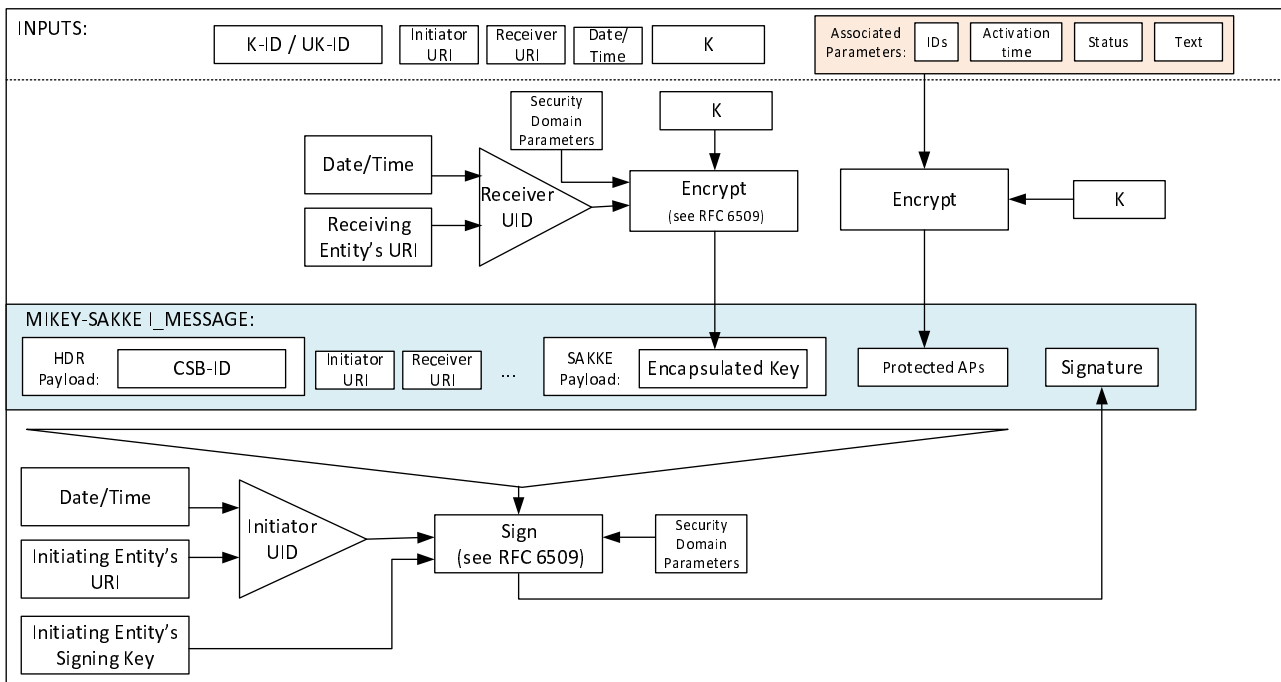 INPUTS:
K-ID / UK-ID
Initiator
URI
Receiver
URI
Date/
Time
K
Associated
Parameters:
IDs
Activation
time
Status
Text
Security
Domain
Parameters
K
Date/Time
Receiving
Entity's URI
Receiver
UID
Encrypt
(see RFC 6509)
Encrypt
K
MIKEY-SAKKE I_MESSAGE:
HDR
Payload:
CSB-ID
Initiator
URI
Receiver
URI
...
SAKKE
Payload:
Encapsulated Key
Protected APs
Signature
Date/Time
Initiating Entity's
URI
Initiating Entity's
Signing Key
Initiator
UID
Sign
(see RFC 6509)
Security
Domain
Parameters